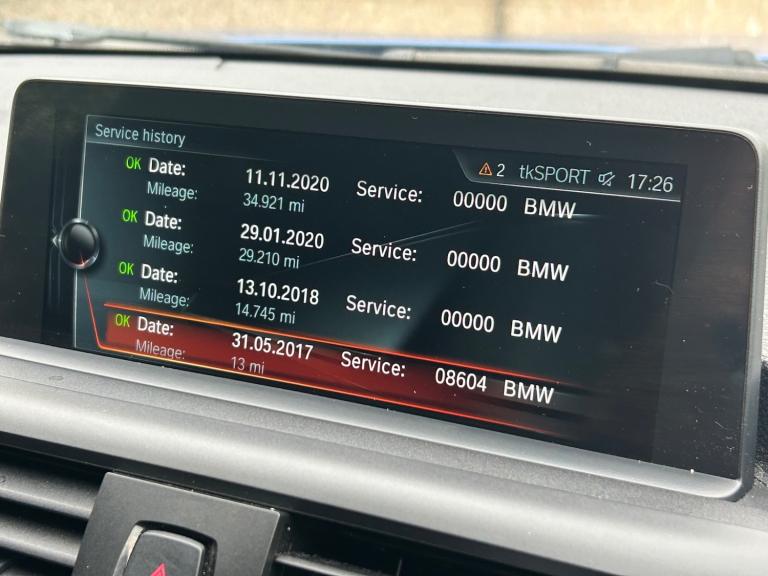 Service history
⚠ 2 tkSPORT 17:26
OK Date: 11.11.2020 Service: 00000 BMW
Mileage: 34.921 mi
OK Date: 29.01.2020 Service: 00000 BMW
Mileage: 29.210 mi
OK Date: 13.10.2018 Service: 00000 BMW
Mileage: 14.745 mi
OK Date: 31.05.2017 Service: 08604 BMW
Mileage: 13 mi